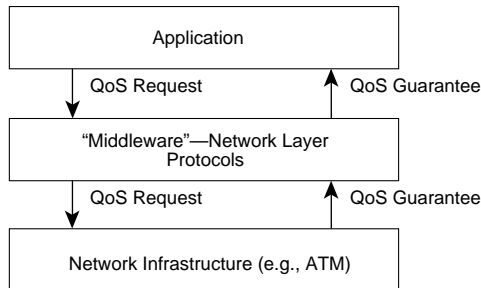 Application
QoS Request
QoS Guarantee
“Middleware”—Network Layer
Protocols
QoS Request
QoS Guarantee
Network Infrastructure (e.g., ATM)